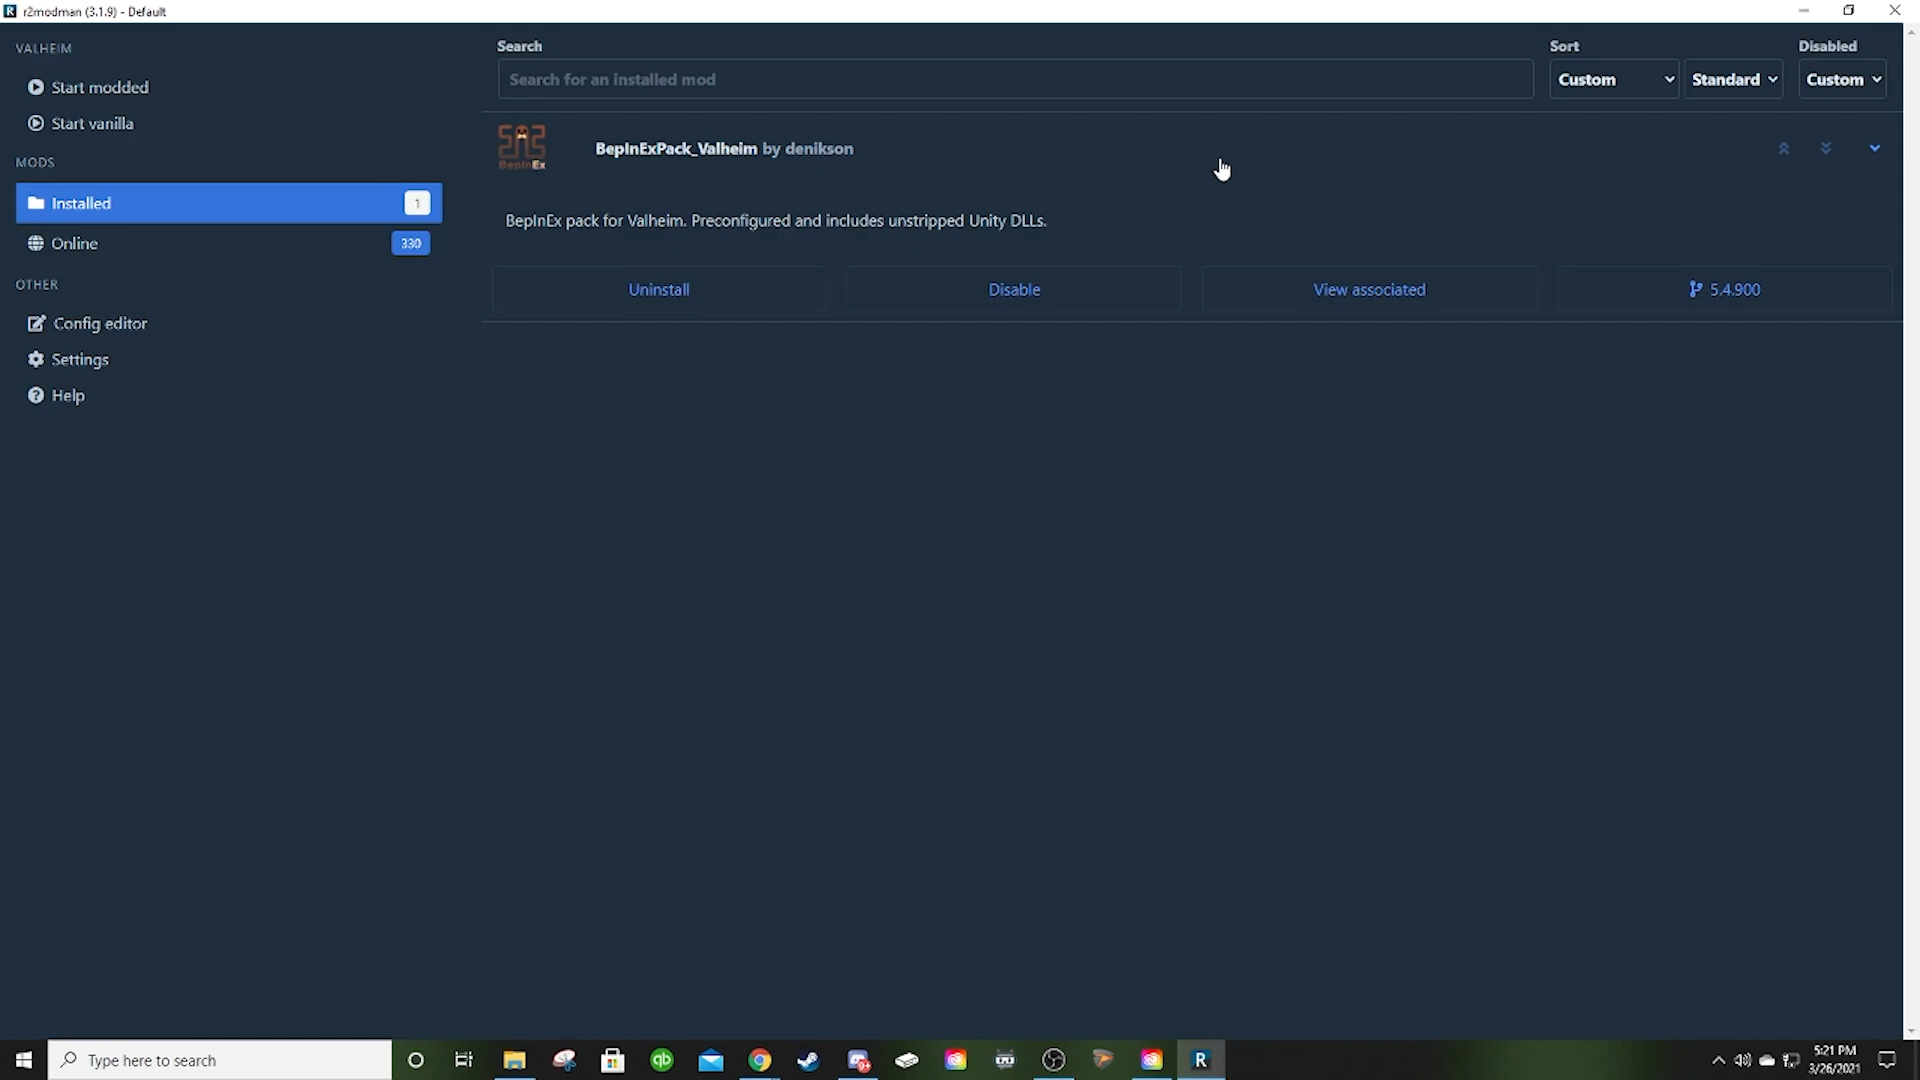 r2modman (3.1.9) - Default
VALHEIM
Start modded
Start vanilla
MODS
Installed 1
Online 330
OTHER
Config editor
Settings
Help
Search
Search for an installed mod
Sort
Custom
Standard
Disabled
Custom
BepInEx
BepInExPack_Valheim by denikson
BepInEx pack for Valheim. Preconfigured and includes unstripped Unity DLLs.
Uninstall
Disable
View associated
5.4.900
Type here to search
qb
R
5:21 PM
3/26/2021